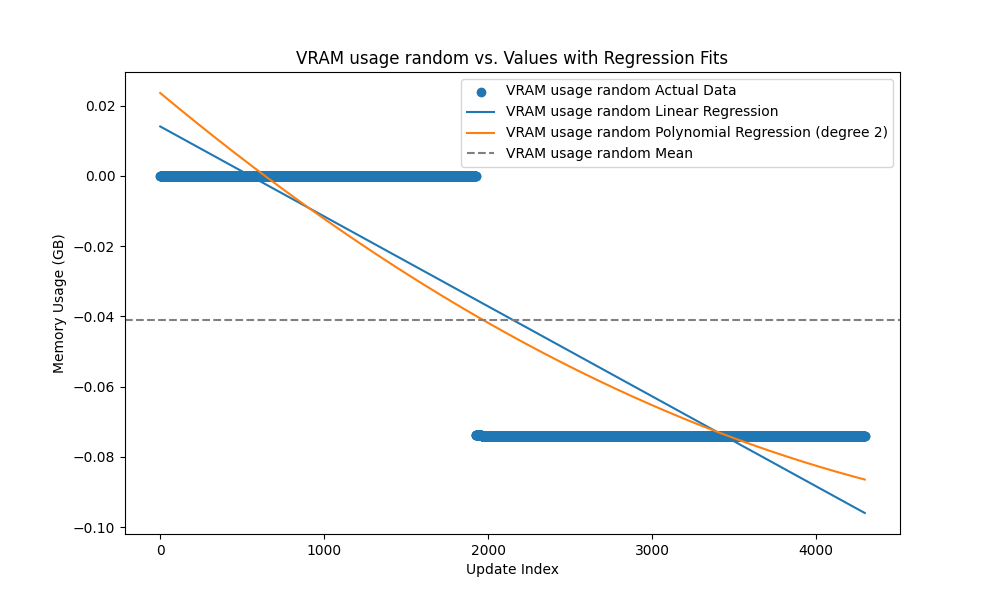 VRAM usage random vs. Values with Regression Fits
VRAM usage random Actual Data
VRAM usage random Linear Regression
VRAM usage random Polynomial Regression (degree 2)
VRAM usage random Mean
Memory Usage (GB)
0.02
0.00
−0.02
−0.04
−0.06
−0.08
−0.10
0 1000 2000 3000 4000
Update Index